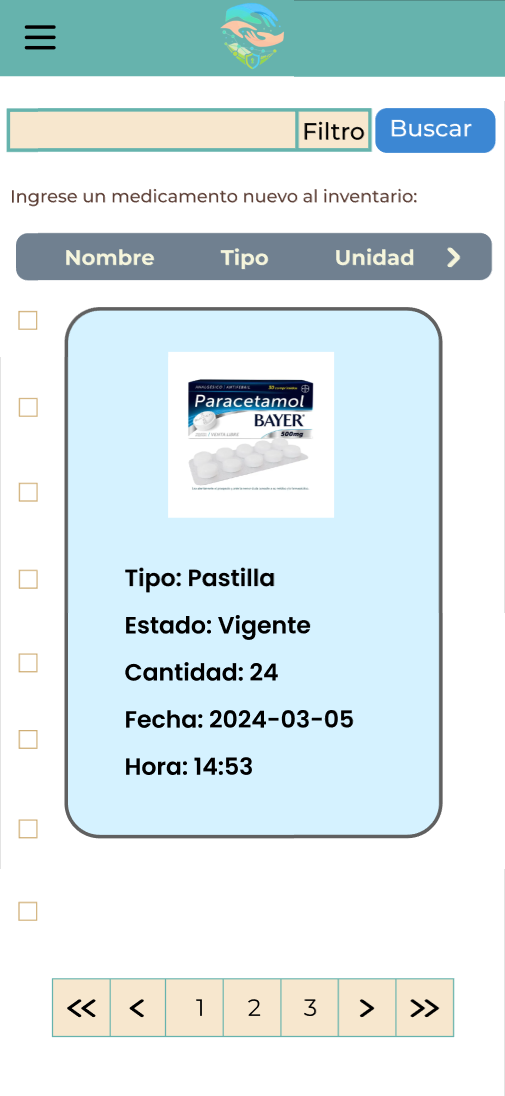 Filtro
Buscar
Ingrese un medicamento nuevo al inventario:
Nombre Tipo Unidad >
ANALGÉSICO / ANTIFEBRIL
Paracetamol
BAYER
500mg
Tipo: Pastilla
Estado: Vigente
Cantidad: 24
Fecha: 2024-03-05
Hora: 14:53
<< < 1 2 3 > >>